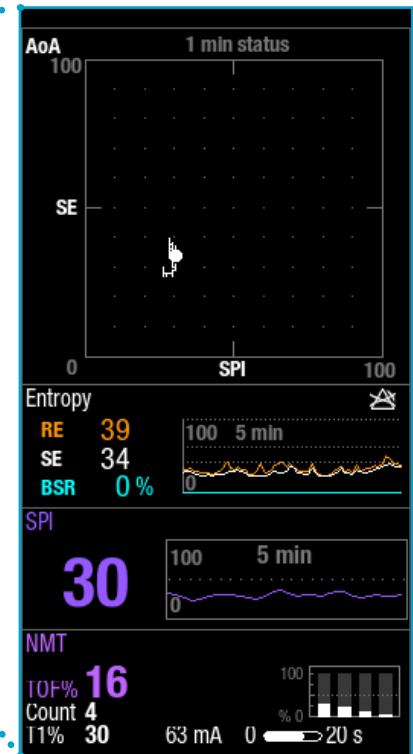 AoA 1 min status
100
SE
0 SPI 100
Entropy
RE 39 100 5 min
SE 34
BSR 0 % 0
SPI
30 100 5 min
0
NMT
TOF% 16 100
Count 4 % 0
T1% 30 63 mA 0 20 s